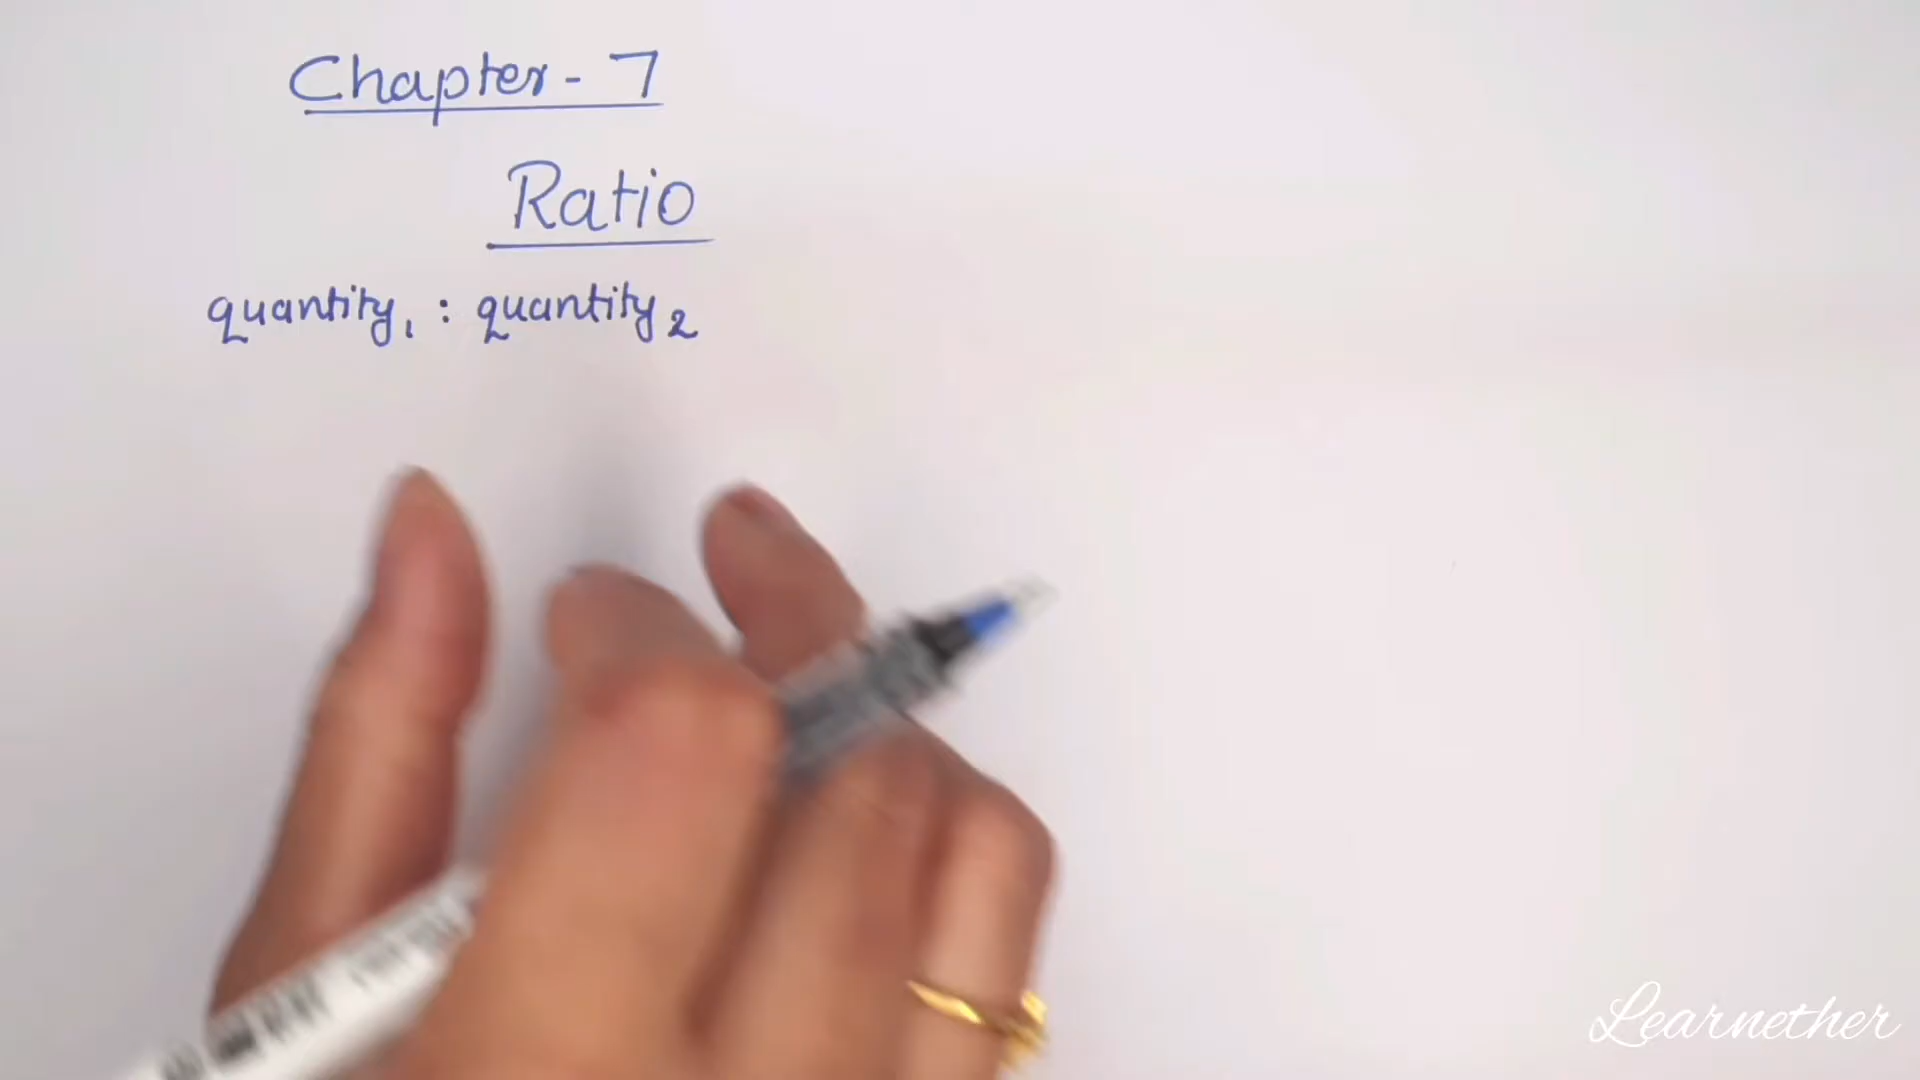 Chapter - 7
Ratio
quantity₁ : quantity₂
Learnether